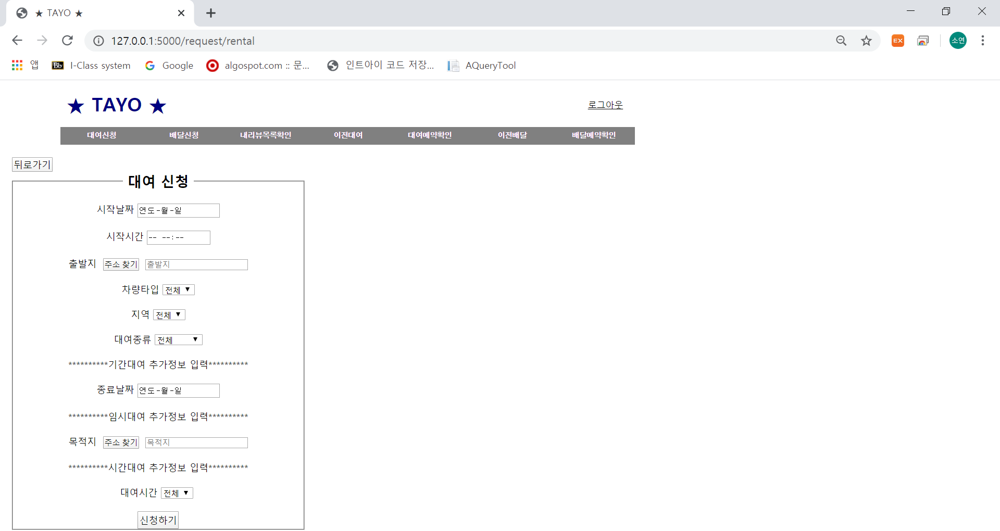 ★ TAYO ★
127.0.0.1:5000/request/rental
EX
소연
앱 Bb I-Class system Google algospot.com :: 문... 인트아이 코드 저장... AQueryTool
★ TAYO ★
로그아웃
대여신청 배달신청 내리뷰목록확인 이전대여 대여예약확인 이전배달 배달예약확인
뒤로가기
대여 신청
시작날짜 연도-월-일
시작시간 -- --:--
출발지 주소 찾기 출발지
차량타입 전체
지역 전체
대여종류 전체
**********기간대여 추가정보 입력**********
종료날짜 연도-월-일
**********임시대여 추가정보 입력**********
목적지 주소 찾기 목적지
**********시간대여 추가정보 입력**********
대여시간 전체
신청하기